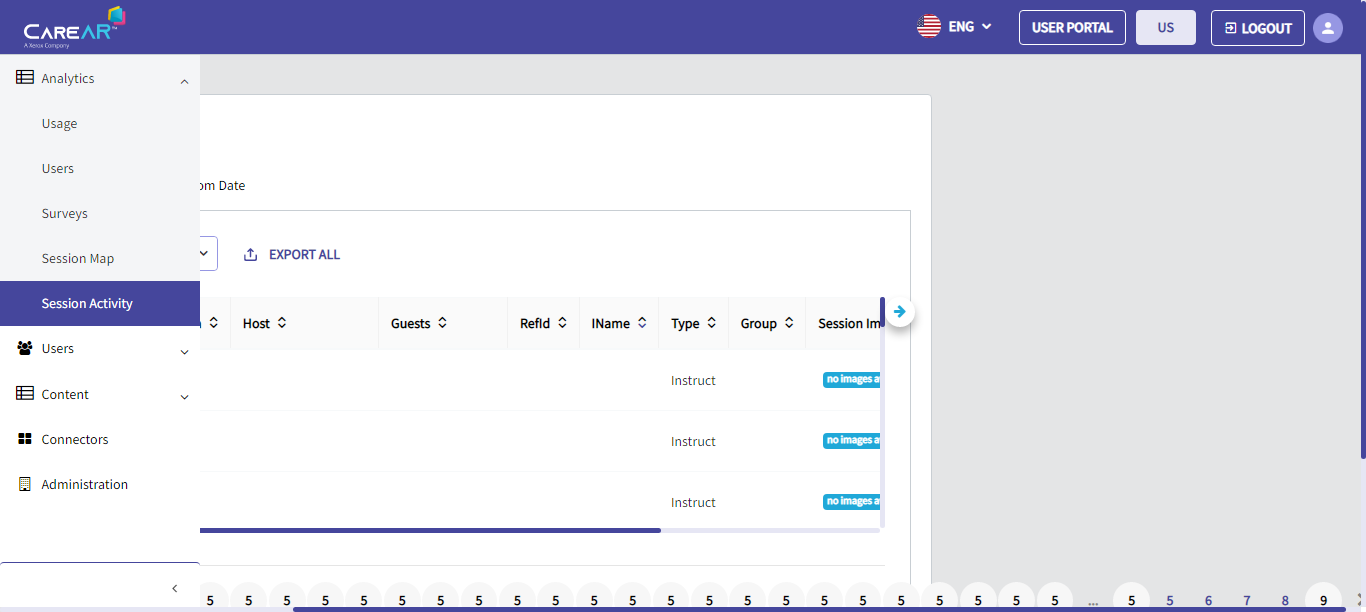 CAREAR™
A Xerox Company
ENG
USER PORTAL
US
LOGOUT
Analytics
Usage
Users
Surveys
Session Map
Session Activity
Users
Content
Connectors
Administration
om Date
EXPORT ALL
Host
Guests
RefId
IName
Type
Group
Session Im
Instruct
no images a
Instruct
no images a
Instruct
no images a
5 5 5 5 5 5 5 5 5 5 5 5 5 5 5 5 5 5 5 5 5 5 5 ... 5 5 6 7 8 9